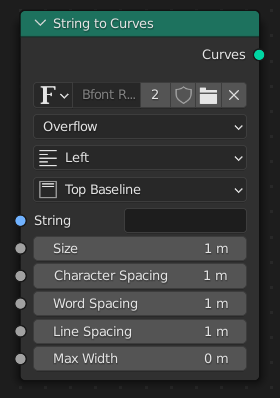 String to Curves
Curves
F Bfont R... 2
Overflow
Left
Top Baseline
String
Size 1 m
Character Spacing 1 m
Word Spacing 1 m
Line Spacing 1 m
Max Width 0 m